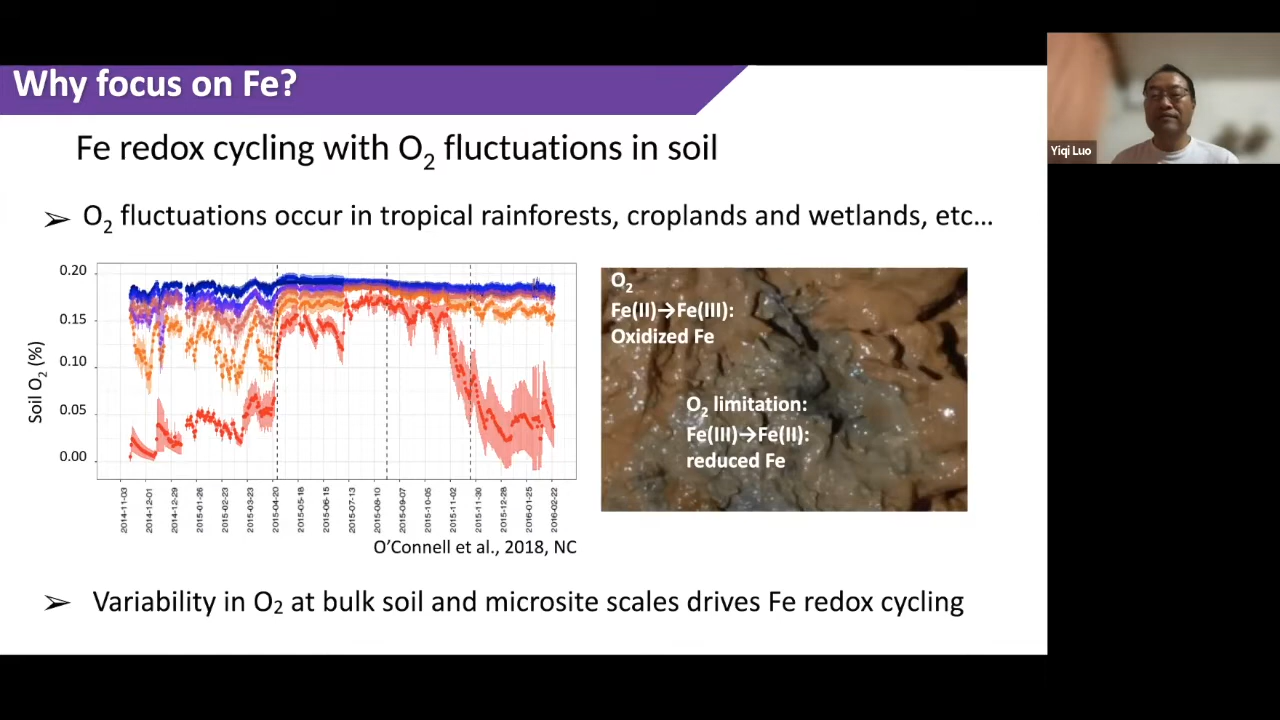 Why focus on Fe?
Yiqi Luo
Fe redox cycling with O2 fluctuations in soil
➢ O2 fluctuations occur in tropical rainforests, croplands and wetlands, etc…
Soil O2 (%)
0.20
0.15
0.10
0.05
0.00
2014-11-03
2014-12-01
2014-12-29
2015-01-26
2015-02-23
2015-03-23
2015-04-20
2015-05-18
2015-06-15
2015-07-13
2015-08-10
2015-09-07
2015-10-05
2015-11-02
2015-11-30
2015-12-28
2016-01-25
2016-02-22
O'Connell et al., 2018, NC
O2
Fe(II)→Fe(III):
Oxidized Fe
O2 limitation:
Fe(III)→Fe(II):
reduced Fe
➢ Variability in O2 at bulk soil and microsite scales drives Fe redox cycling